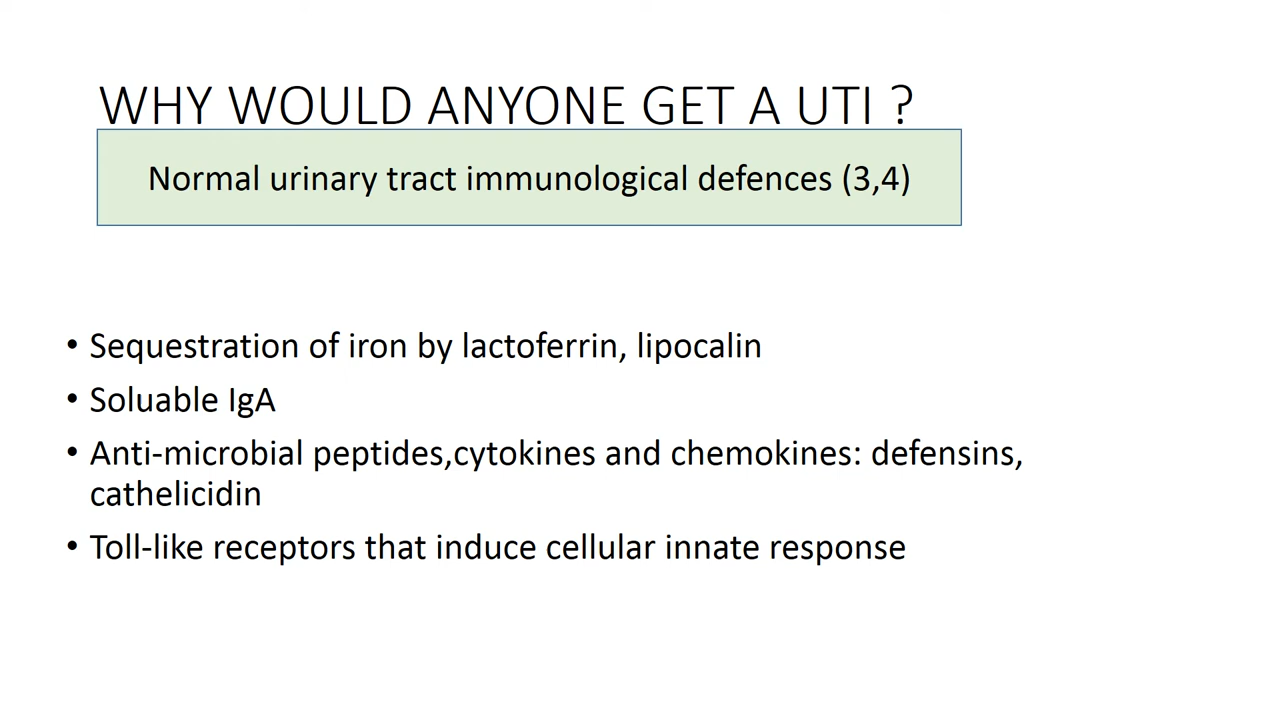 WHY WOULD ANYONE GET A UTI ?
Normal urinary tract immunological defences (3,4)
• Sequestration of iron by lactoferrin, lipocalin
• Soluable IgA
• Anti-microbial peptides,cytokines and chemokines: defensins,
cathelicidin
• Toll-like receptors that induce cellular innate response